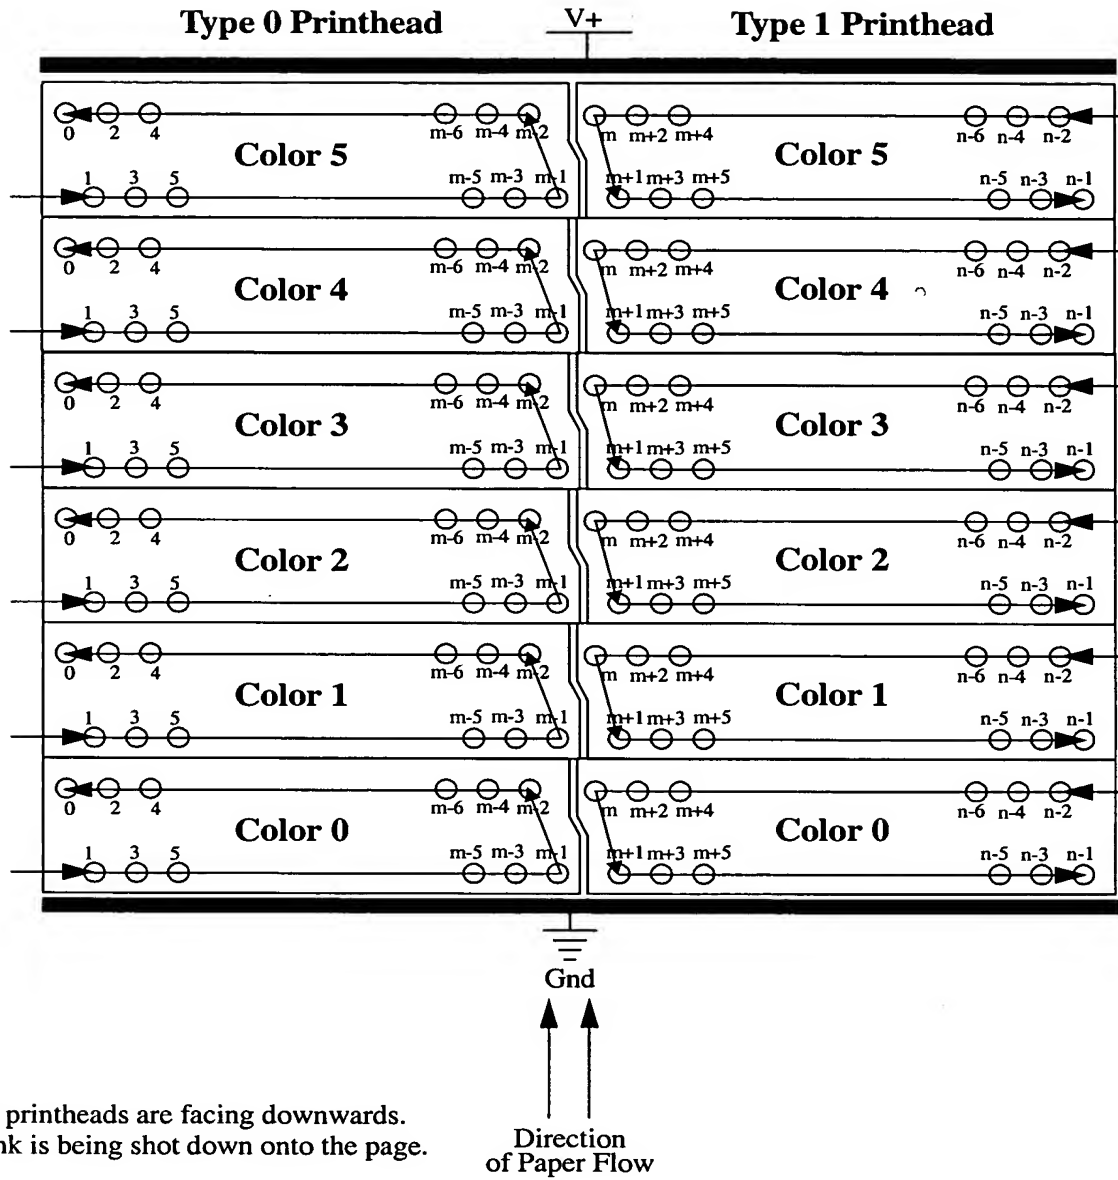 Type 0 Printhead V+ Type 1 Printhead
0 2 4 m-6 m-4 m-2 m m+2 m+4 n-6 n-4 n-2
Color 5 Color 5
1 3 5 m-5 m-3 m-1 m+1 m+3 m+5 n-5 n-3 n-1
0 2 4 m-6 m-4 m-2 m m+2 m+4 n-6 n-4 n-2
Color 4 Color 4
1 3 5 m-5 m-3 m-1 m+1 m+3 m+5 n-5 n-3 n-1
0 2 4 m-6 m-4 m-2 m m+2 m+4 n-6 n-4 n-2
Color 3 Color 3
1 3 5 m-5 m-3 m-1 m+1 m+3 m+5 n-5 n-3 n-1
0 2 4 m-6 m-4 m-2 m m+2 m+4 n-6 n-4 n-2
Color 2 Color 2
1 3 5 m-5 m-3 m-1 m+1 m+3 m+5 n-5 n-3 n-1
0 2 4 m-6 m-4 m-2 m m+2 m+4 n-6 n-4 n-2
Color 1 Color 1
1 3 5 m-5 m-3 m-1 m+1 m+3 m+5 n-5 n-3 n-1
0 2 4 m-6 m-4 m-2 m m+2 m+4 n-6 n-4 n-2
Color 0 Color 0
1 3 5 m-5 m-3 m-1 m+1 m+3 m+5 n-5 n-3 n-1
Gnd
printheads are facing downwards.
nk is being shot down onto the page.
Direction
of Paper Flow